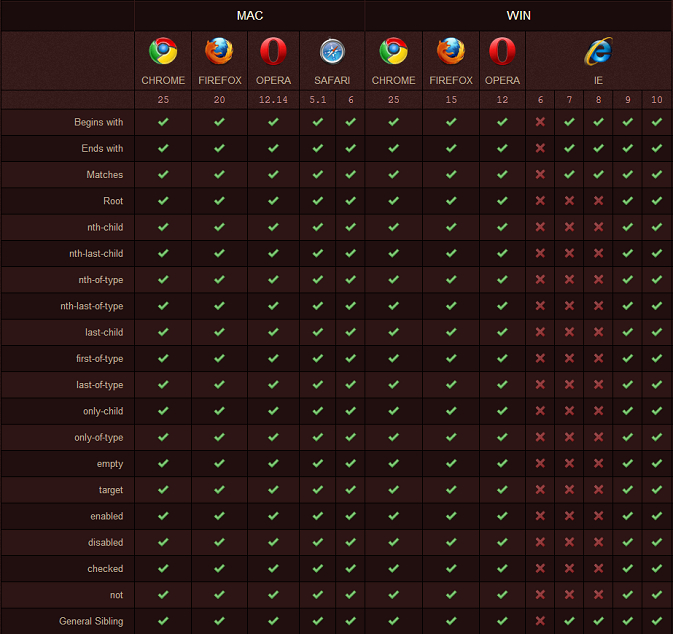 MAC WIN
CHROME FIREFOX OPERA SAFARI CHROME FIREFOX OPERA IE
25 20 12.14 5.1 6 25 15 12 6 7 8 9 10
Begins with
Ends with
Matches
Root
nth-child
nth-last-child
nth-of-type
nth-last-of-type
last-child
first-of-type
last-of-type
only-child
only-of-type
empty
target
enabled
disabled
checked
not
General Sibling